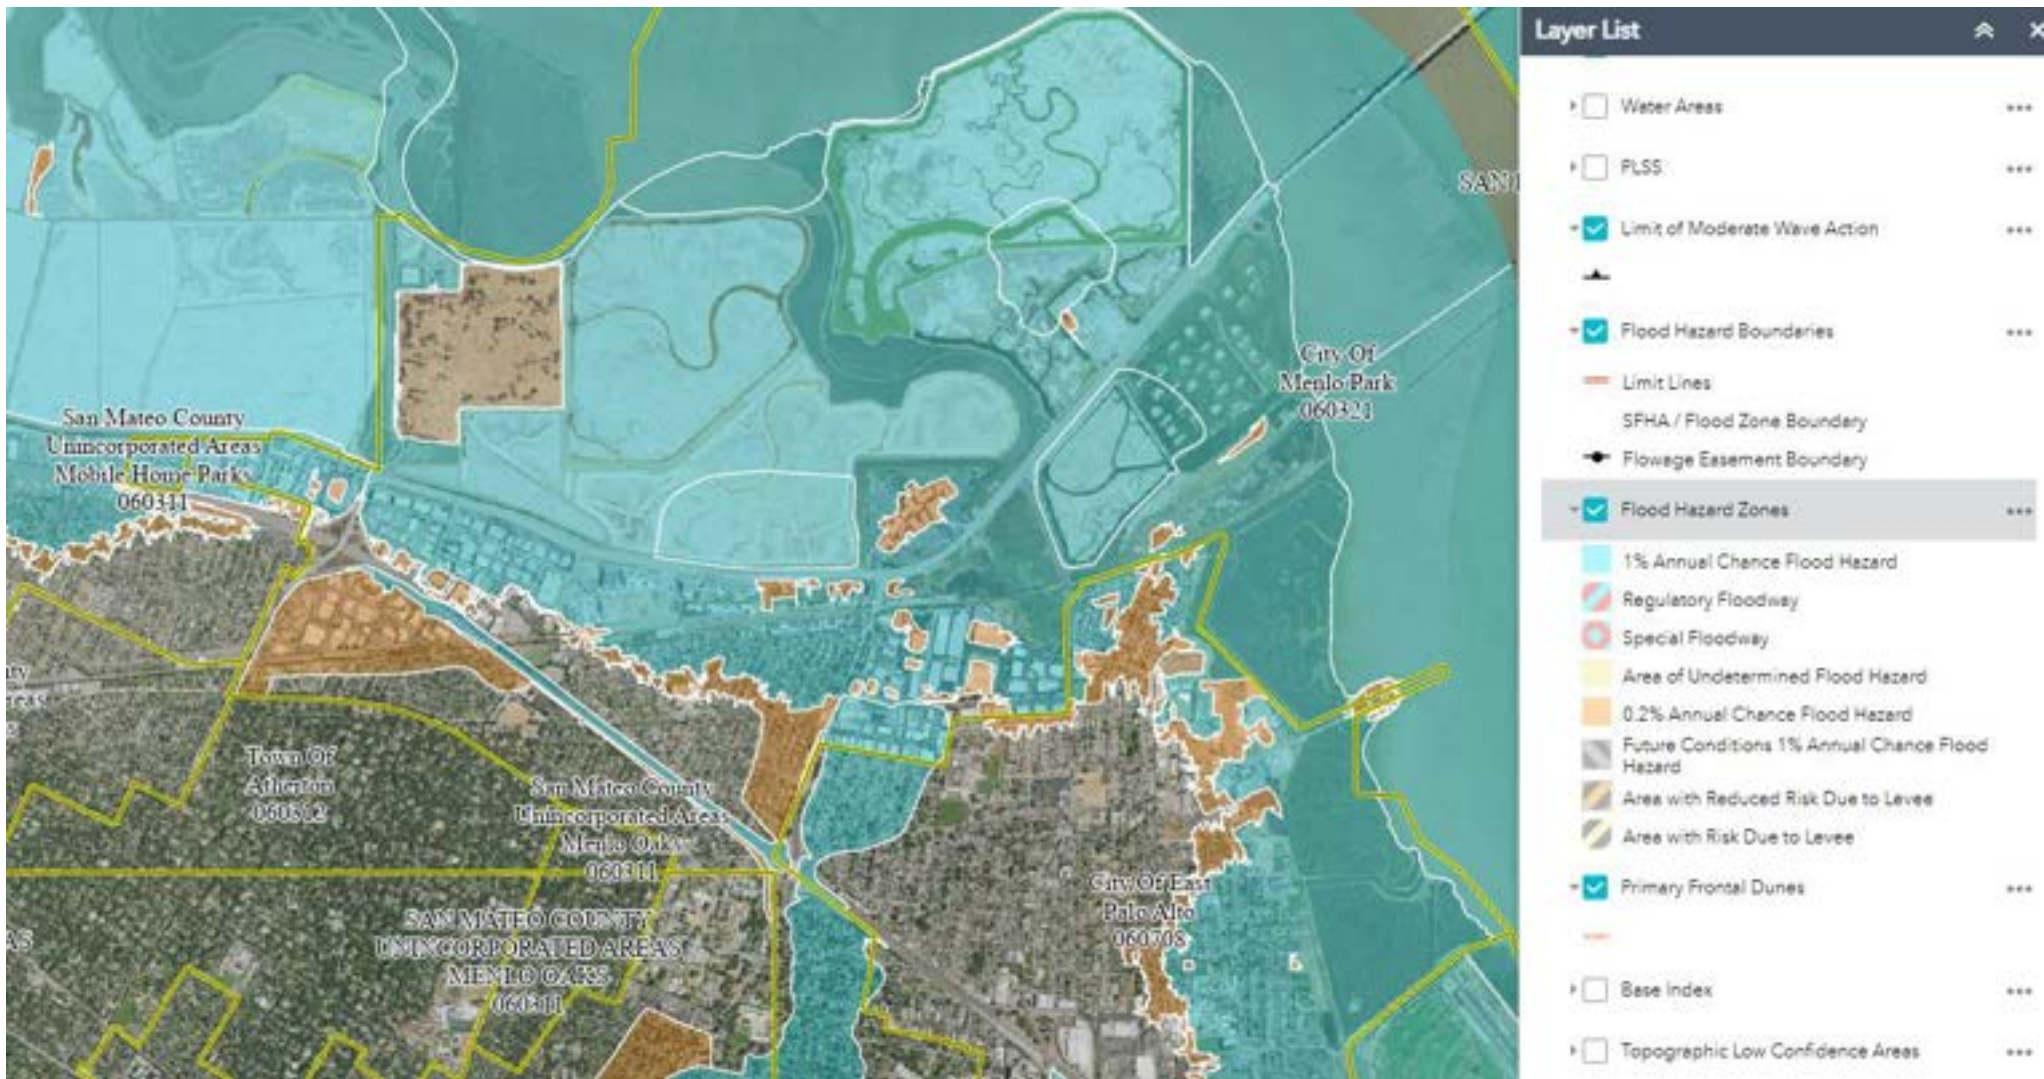 San Mateo County
Unincorporated Areas
Mobile Home Parks
060311
City Of
Menlo Park
060321
SAN
Town Of
Atherton
060312
San Mateo County
Unincorporated Areas
Menlo Oaks
060311
SAN MATEO COUNTY
UNINCORPORATED AREAS
MENLO OAKS
060311
City Of East
Palo Alto
060708
AS
Layer List
Water Areas
PLSS
Limit of Moderate Wave Action
Flood Hazard Boundaries
Limit Lines
SFHA / Flood Zone Boundary
Flowage Easement Boundary
Flood Hazard Zones
1% Annual Chance Flood Hazard
Regulatory Floodway
Special Floodway
Area of Undetermined Flood Hazard
0.2% Annual Chance Flood Hazard
Future Conditions 1% Annual Chance Flood
Hazard
Area with Reduced Risk Due to Levee
Area with Risk Due to Levee
Primary Frontal Dunes
Base Index
Topographic Low Confidence Areas